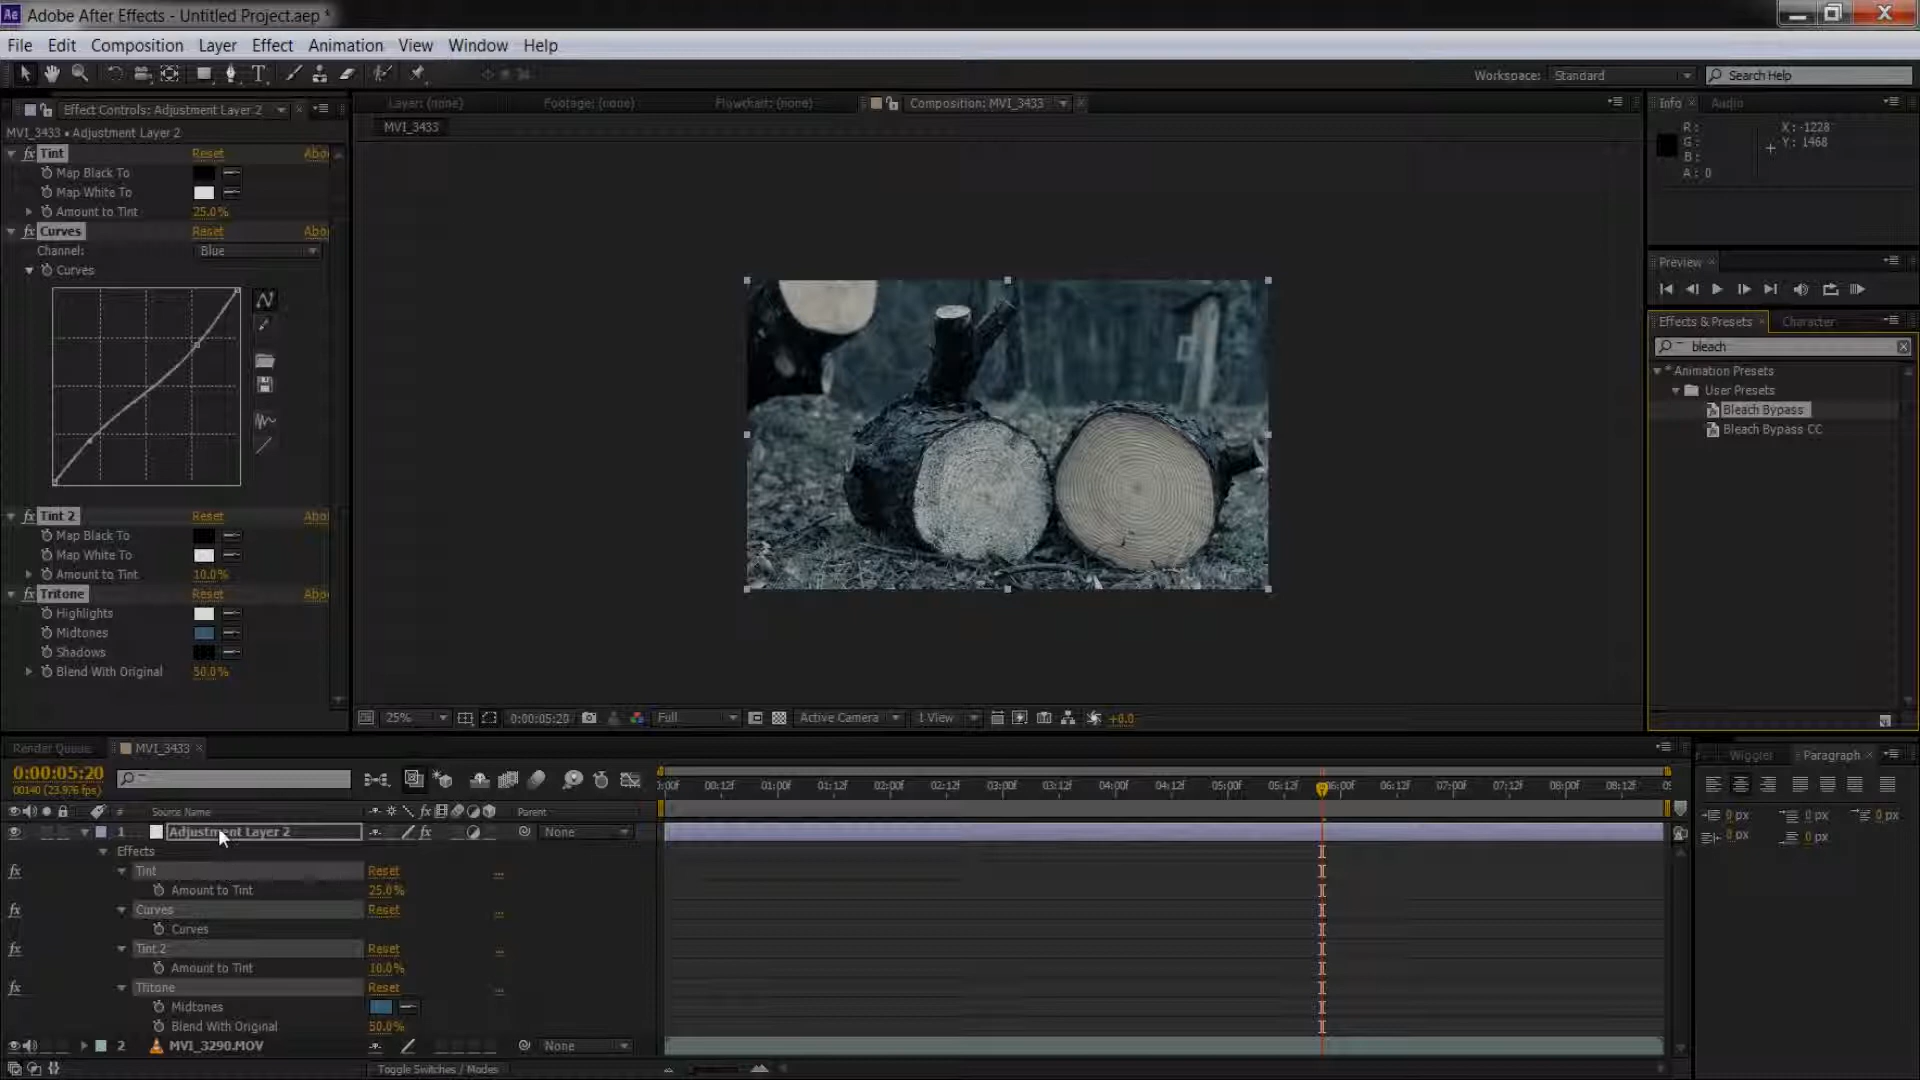 Adobe After Effects - Untitled Project.aep *
File Edit Composition Layer Effect Animation View Window Help
Workspace: Standard Search Help
Effect Controls: Adjustment Layer 2
Layer: (none) Footage: (none) Flowchart: (none) Composition: MVI_3433
Info Audio
MVI_3433 • Adjustment Layer 2
MVI_3433
R: X: -1228
G: Y: 1468
B:
A: 0
fx Tint Reset Abo
Map Black To
Map White To
Amount to Tint 25.0%
fx Curves Reset Abo
Channel: Blue
Curves
Preview
Effects & Presets Character
bleach
* Animation Presets
User Presets
Bleach Bypass
Bleach Bypass CC
fx Tint 2 Reset Abo
Map Black To
Map White To
Amount to Tint 10.0%
fx Tritone Reset Abo
Highlights
Midtones
Shadows
Blend With Original 50.0%
25% 0:00:05:20 Full Active Camera 1 View +0.0
Render Queue MVI_3433
Wiggler Paragraph
0:00:05:20
00140 (23.976 fps)
:00f 00:12f 01:00f 01:12f 02:00f 02:12f 03:00f 03:12f 04:00f 04:12f 05:00f 05:12f 06:00f 06:12f 07:00f 07:12f 08:00f 08:12f
# Source Name fx Parent
0 px 0 px 0 px
0 px 0 px
1 Adjustment Layer 2 fx None
Effects
fx Tint Reset ...
Amount to Tint 25.0%
fx Curves Reset ...
Curves
fx Tint 2 Reset ...
Amount to Tint 10.0%
fx Tritone Reset ...
Midtones
Blend With Original 50.0%
2 MVI_3290.MOV None
Toggle Switches / Modes